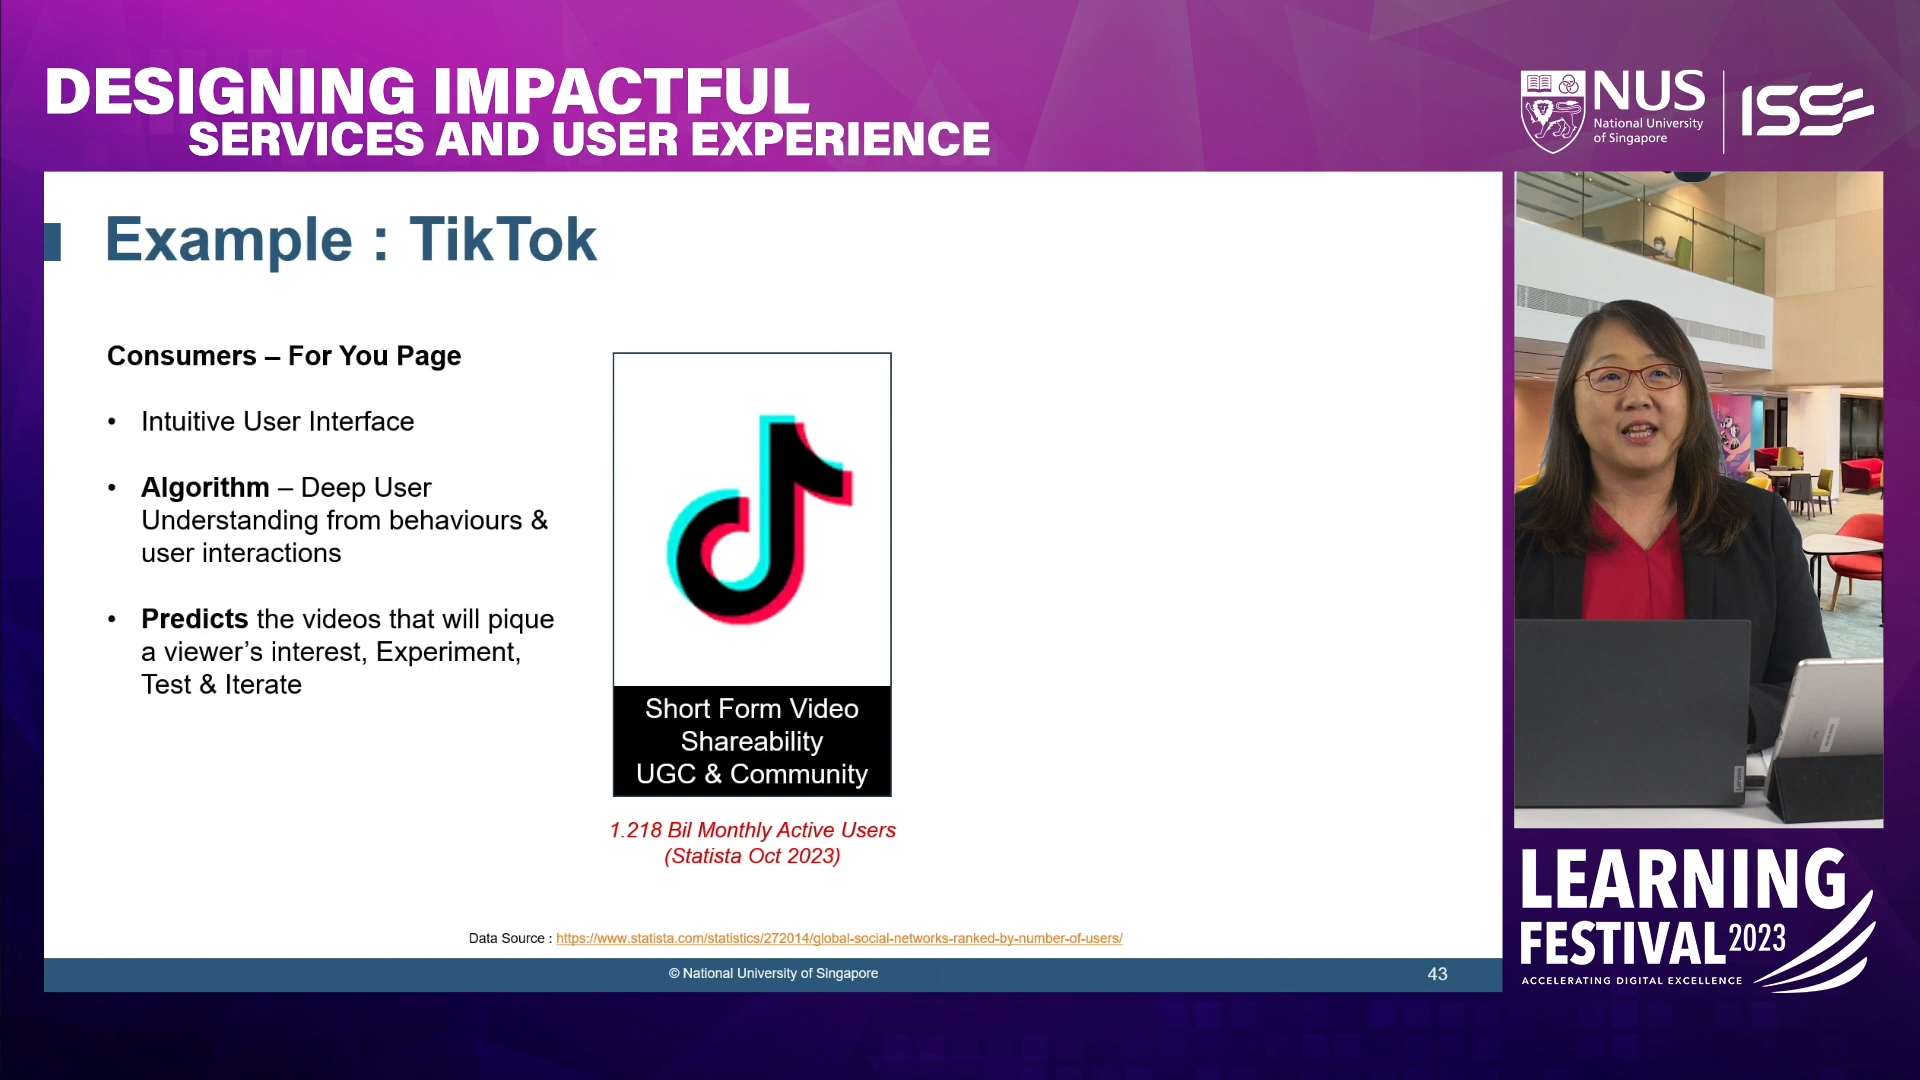 DESIGNING IMPACTFUL
SERVICES AND USER EXPERIENCE
NUS
National University
of Singapore
ISS
Example : TikTok
Consumers – For You Page
• Intuitive User Interface
• Algorithm – Deep User
Understanding from behaviours &
user interactions
• Predicts the videos that will pique
a viewer’s interest, Experiment,
Test & Iterate
Short Form Video
Shareability
UGC & Community
1.218 Bil Monthly Active Users
(Statista Oct 2023)
Data Source : https://www.statista.com/statistics/272014/global-social-networks-ranked-by-number-of-users/
© National University of Singapore
43
Lenovo
LEARNING
FESTIVAL 2023
ACCELERATING DIGITAL EXCELLENCE